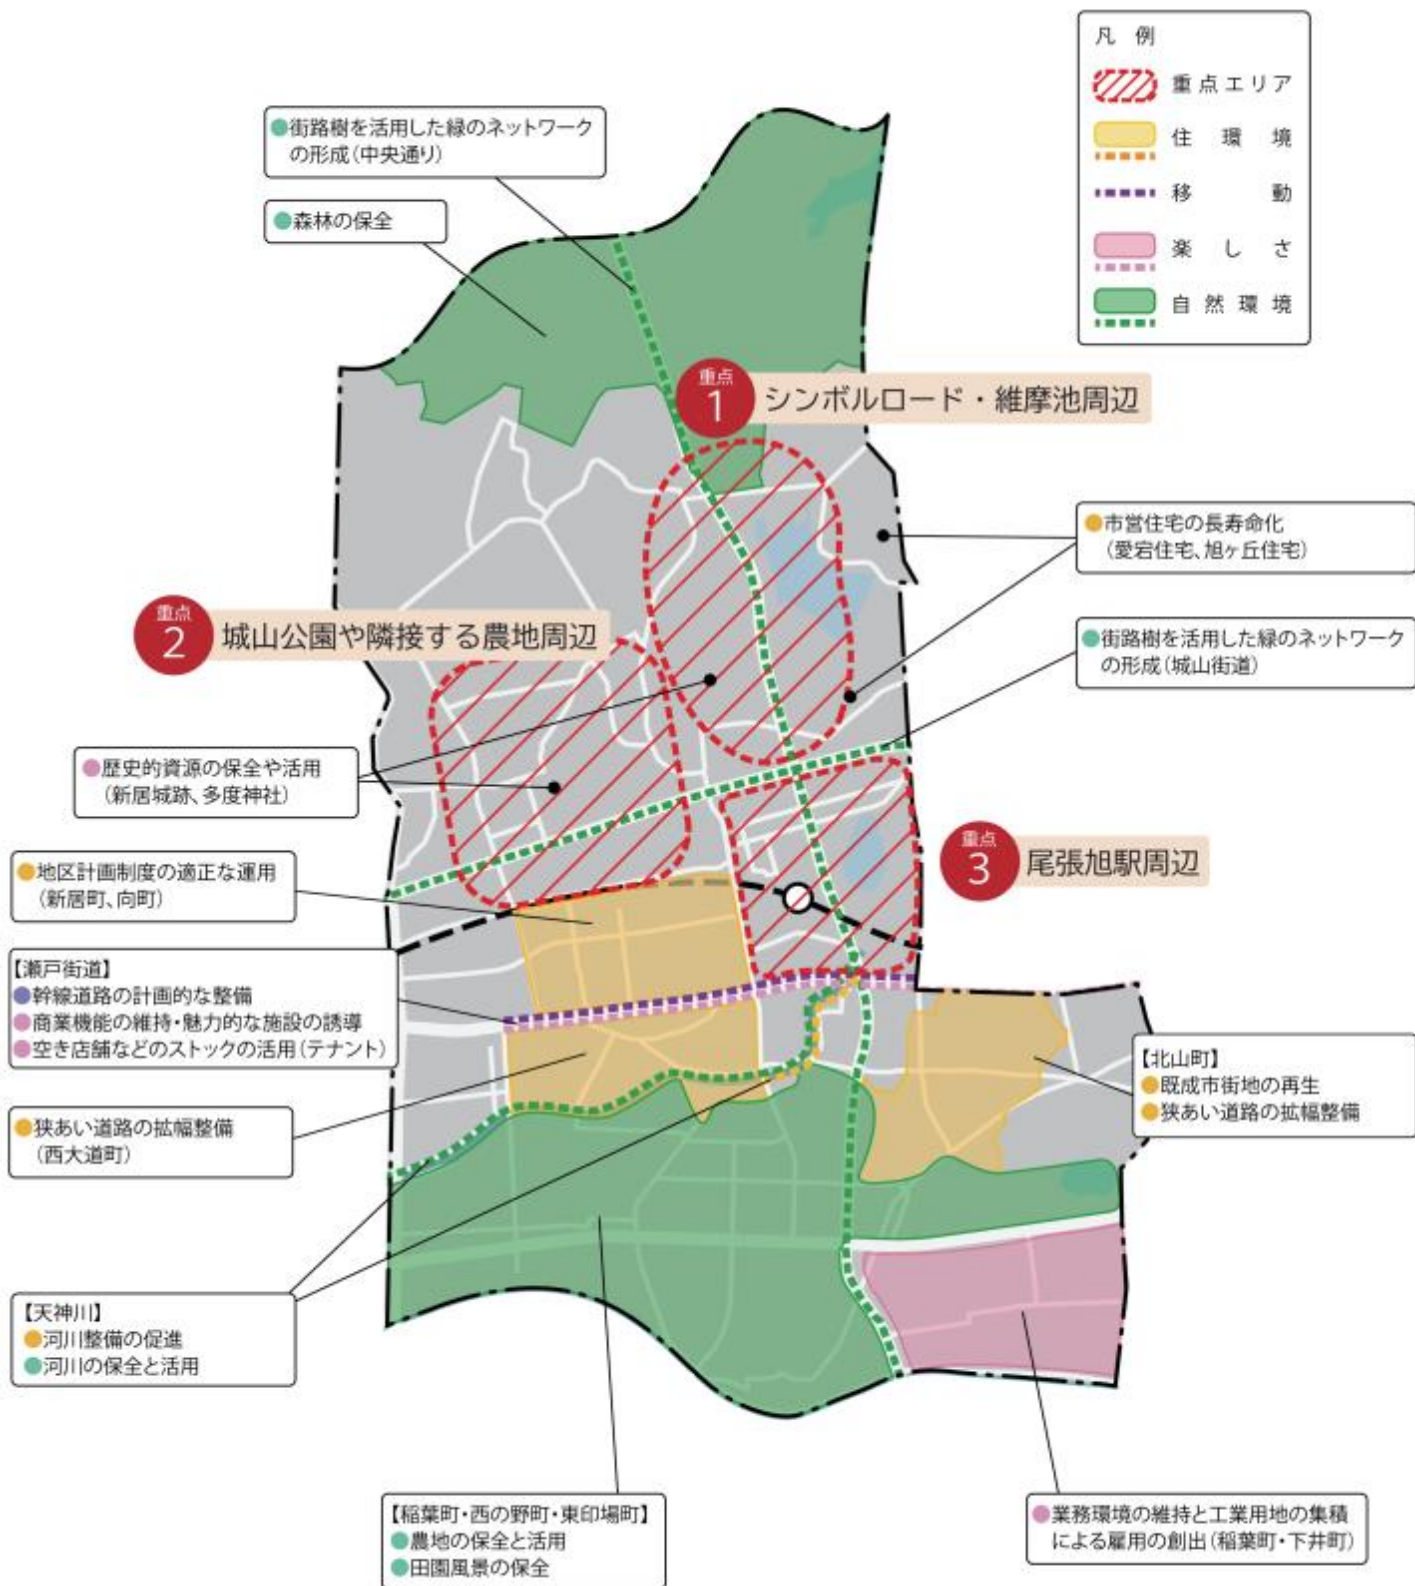 凡例
重点エリア
住環境
移動
楽しさ
自然環境
●街路樹を活用した緑のネットワーク
の形成（中央通り）
●森林の保全
重点
1
シンボルロード・維摩池周辺
●市営住宅の長寿命化
（愛宕住宅、旭ヶ丘住宅）
重点
2
城山公園や隣接する農地周辺
●街路樹を活用した緑のネットワーク
の形成（城山街道）
●歴史的資源の保全や活用
（新居城跡、多度神社）
重点
3
尾張旭駅周辺
●地区計画制度の適正な運用
（新居町、向町）
【瀬戸街道】
●幹線道路の計画的な整備
●商業機能の維持・魅力的な施設の誘導
●空き店舗などのストックの活用（テナント）
【北山町】
●既成市街地の再生
●狭あい道路の拡幅整備
●狭あい道路の拡幅整備
（西大道町）
【天神川】
●河川整備の促進
●河川の保全と活用
【稲葉町・西の野町・東印場町】
●農地の保全と活用
●田園風景の保全
●業務環境の維持と工業用地の集積
による雇用の創出（稲葉町・下井町）